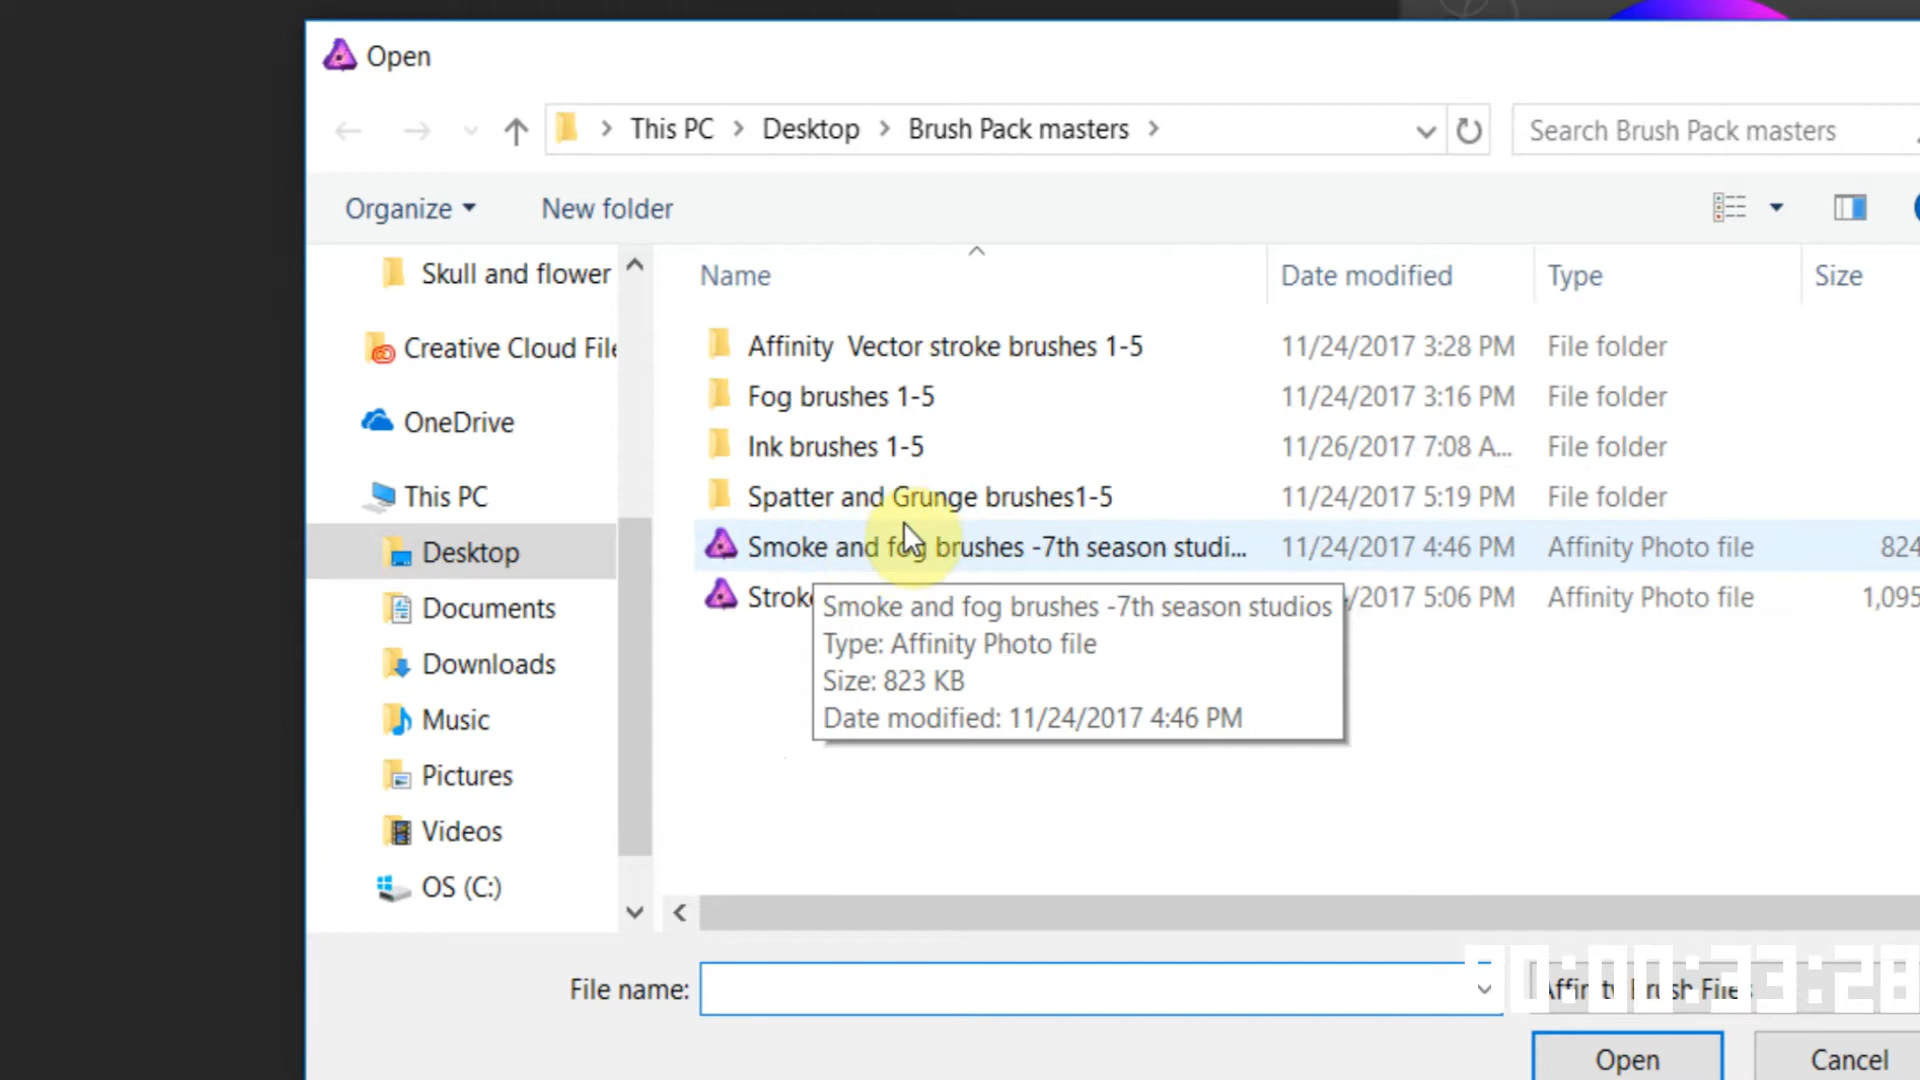 Open
This PC > Desktop > Brush Pack masters >
Search Brush Pack masters
Organize
New folder
Name
Date modified
Type
Size
Skull and flower
Creative Cloud File
OneDrive
This PC
Desktop
Documents
Downloads
Music
Pictures
Videos
OS (C:)
Affinity  Vector stroke brushes 1-5 11/24/2017 3:28 PM File folder
Fog brushes 1-5 11/24/2017 3:16 PM File folder
Ink brushes 1-5 11/26/2017 7:08 A... File folder
Spatter and Grunge brushes1-5 11/24/2017 5:19 PM File folder
Smoke and fog brushes -7th season studi... 11/24/2017 4:46 PM Affinity Photo file 824
Stroke /2017 5:06 PM Affinity Photo file 1,095
Smoke and fog brushes -7th season studios
Type: Affinity Photo file
Size: 823 KB
Date modified: 11/24/2017 4:46 PM
File name:
Affinity Brush Files
Open
Cancel